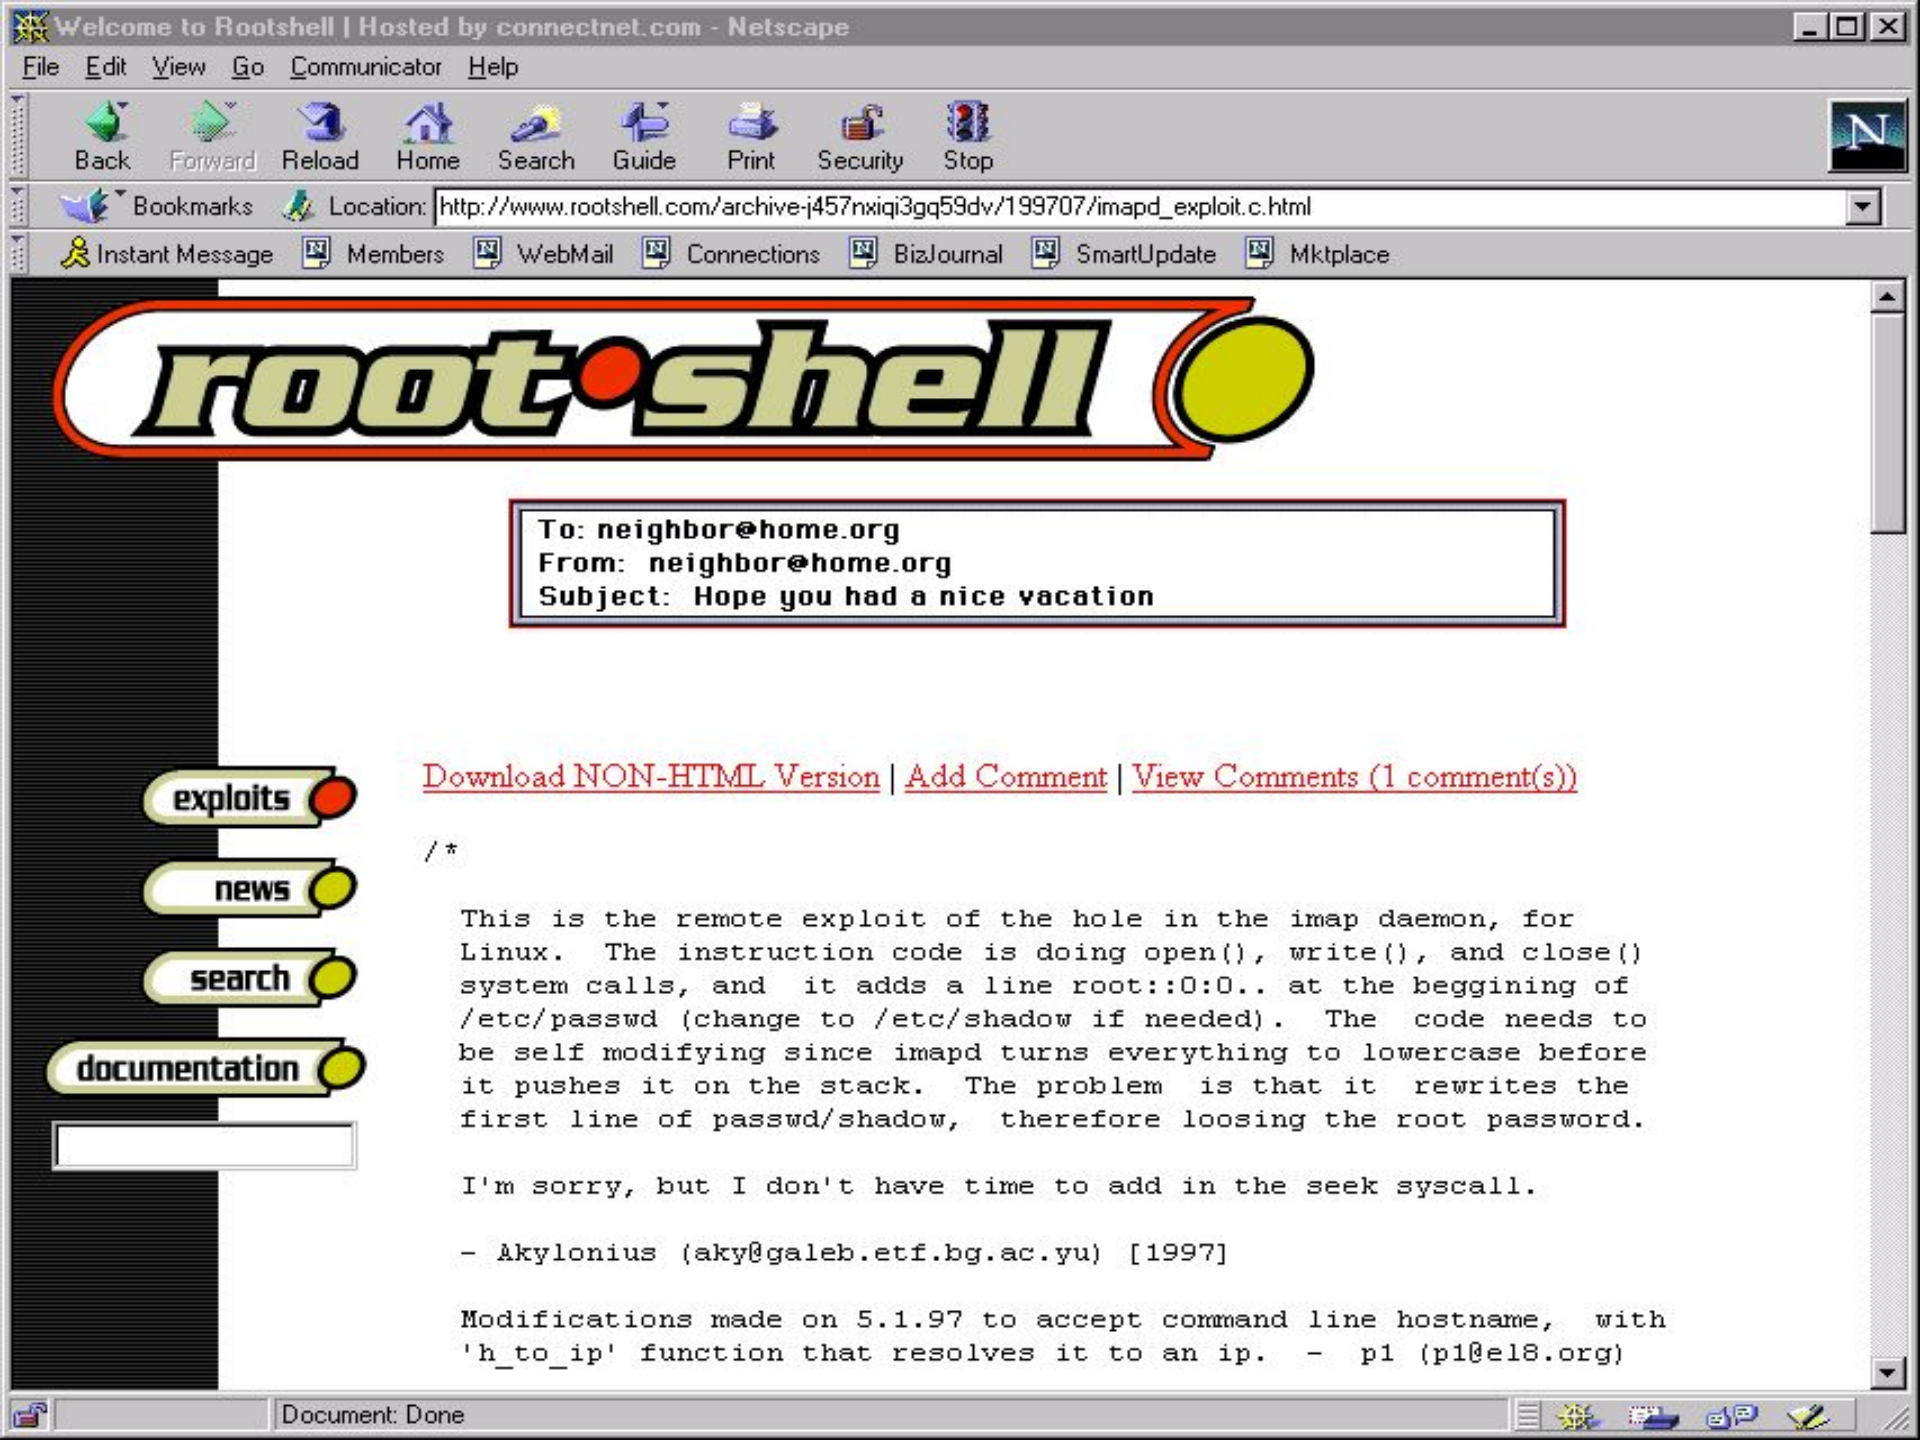 Welcome to Rootshell | Hosted by connectnet.com - Netscape
File Edit View Go Communicator Help
Back Forward Reload Home Search Guide Print Security Stop
N
Bookmarks Location: http://www.rootshell.com/archive-j457nxiqi3gq59dv/199707/imapd_exploit.c.html
Instant Message Members WebMail Connections BizJournal SmartUpdate Mktplace
root•shell
To: neighbor@home.org
From: neighbor@home.org
Subject: Hope you had a nice vacation
Download NON-HTML Version | Add Comment | View Comments (1 comment(s))
exploits
news
search
documentation
/*
This is the remote exploit of the hole in the imap daemon, for
Linux. The instruction code is doing open(), write(), and close()
system calls, and it adds a line root::0:0.. at the beggining of
/etc/passwd (change to /etc/shadow if needed). The code needs to
be self modifying since imapd turns everything to lowercase before
it pushes it on the stack. The problem is that it rewrites the
first line of passwd/shadow, therefore loosing the root password.
I'm sorry, but I don't have time to add in the seek syscall.
- Akylonius (aky@galeb.etf.bg.ac.yu) [1997]
Modifications made on 5.1.97 to accept command line hostname, with
'h_to_ip' function that resolves it to an ip. - p1 (p1@el8.org)
Document: Done